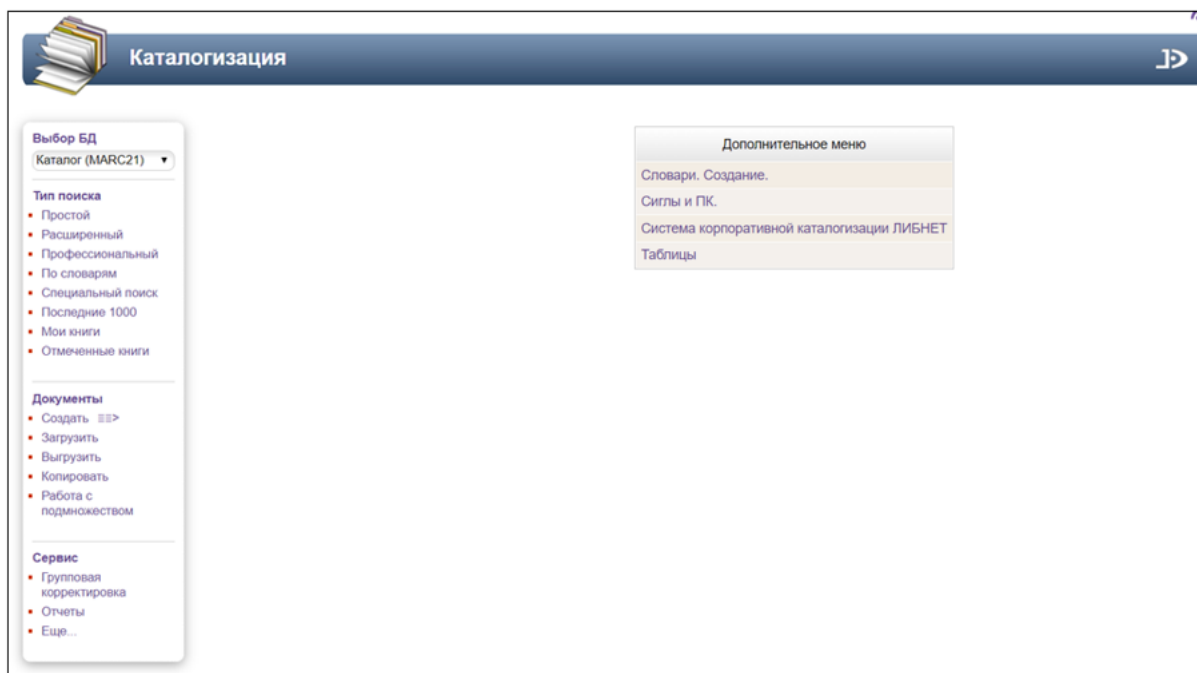 Каталогизация
Выбор БД
Каталог (MARC21)
Тип поиска
Простой
Расширенный
Профессиональный
По словарям
Специальный поиск
Последние 1000
Мои книги
Отмеченные книги
Документы
Создать ==>
Загрузить
Выгрузить
Копировать
Работа с
подмножеством
Сервис
Групповая
корректировка
Отчеты
Еще...
Дополнительное меню
Словари. Создание.
Сиглы и ПК.
Система корпоративной каталогизации ЛИБНЕТ
Таблицы